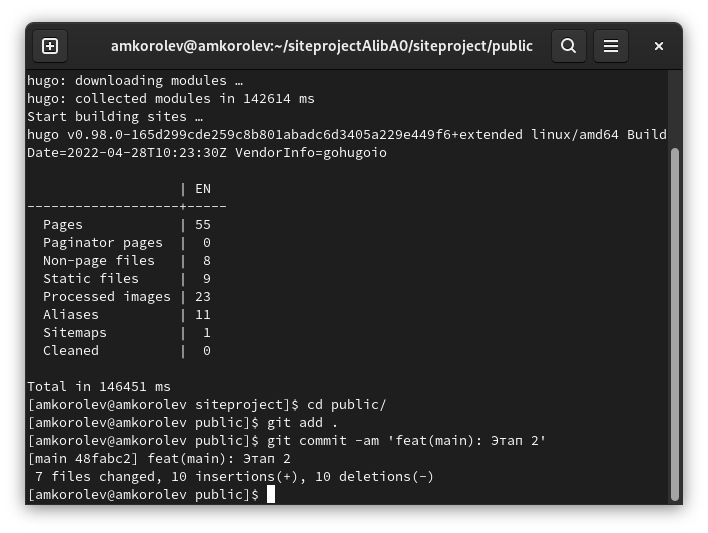 amkorolev@amkorolev:~/siteprojectAlibA0/siteproject/public
hugo: downloading modules …
hugo: collected modules in 142614 ms
Start building sites …
hugo v0.98.0-165d299cde259c8b801abadc6d3405a229e449f6+extended linux/amd64 Build
Date=2022-04-28T10:23:30Z VendorInfo=gohugoio
                   | EN
-------------------+-----
  Pages            | 55
  Paginator pages  |  0
  Non-page files   |  8
  Static files     |  9
  Processed images | 23
  Aliases          | 11
  Sitemaps         |  1
  Cleaned          |  0
Total in 146451 ms
[amkorolev@amkorolev siteproject]$ cd public/
[amkorolev@amkorolev public]$ git add .
[amkorolev@amkorolev public]$ git commit -am 'feat(main): Этап 2'
[main 48fabc2] feat(main): Этап 2
 7 files changed, 10 insertions(+), 10 deletions(-)
[amkorolev@amkorolev public]$